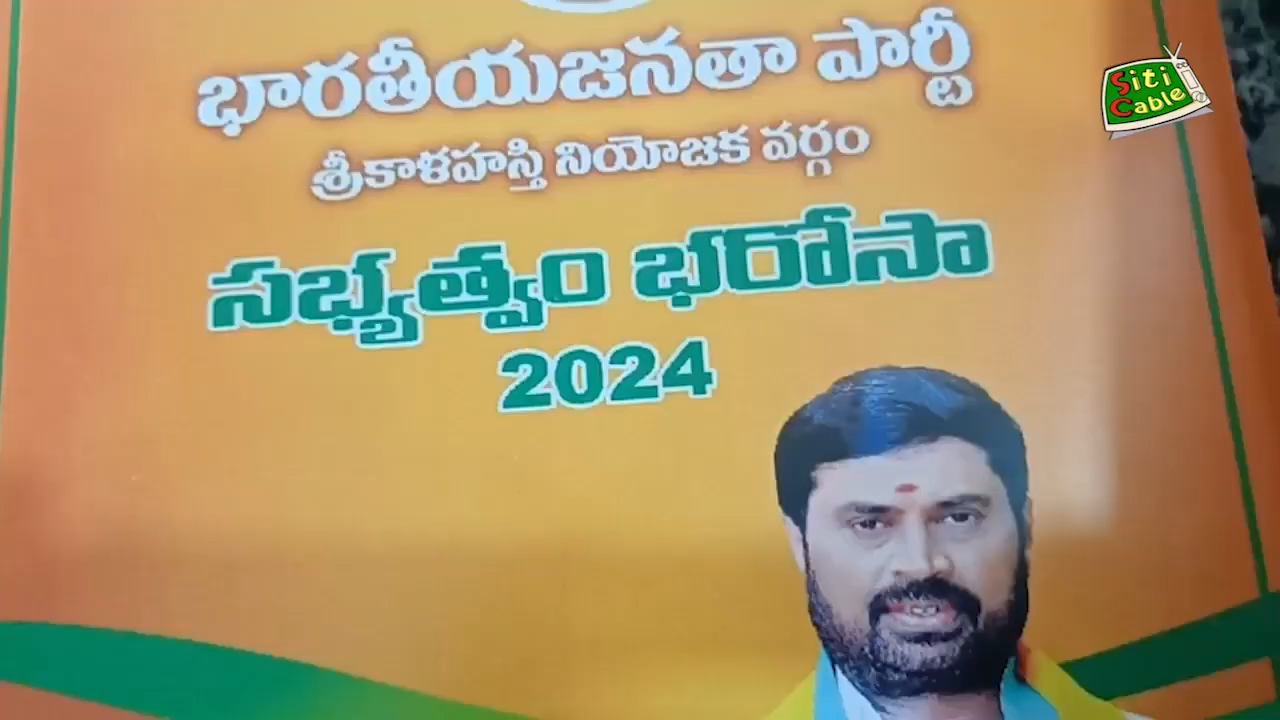 భారతీయజనతా పార్టీ
శ్రీకాళహస్తి నియోజక వర్గం
సభ్యత్వం భరోసా
2024
Siti
Cable